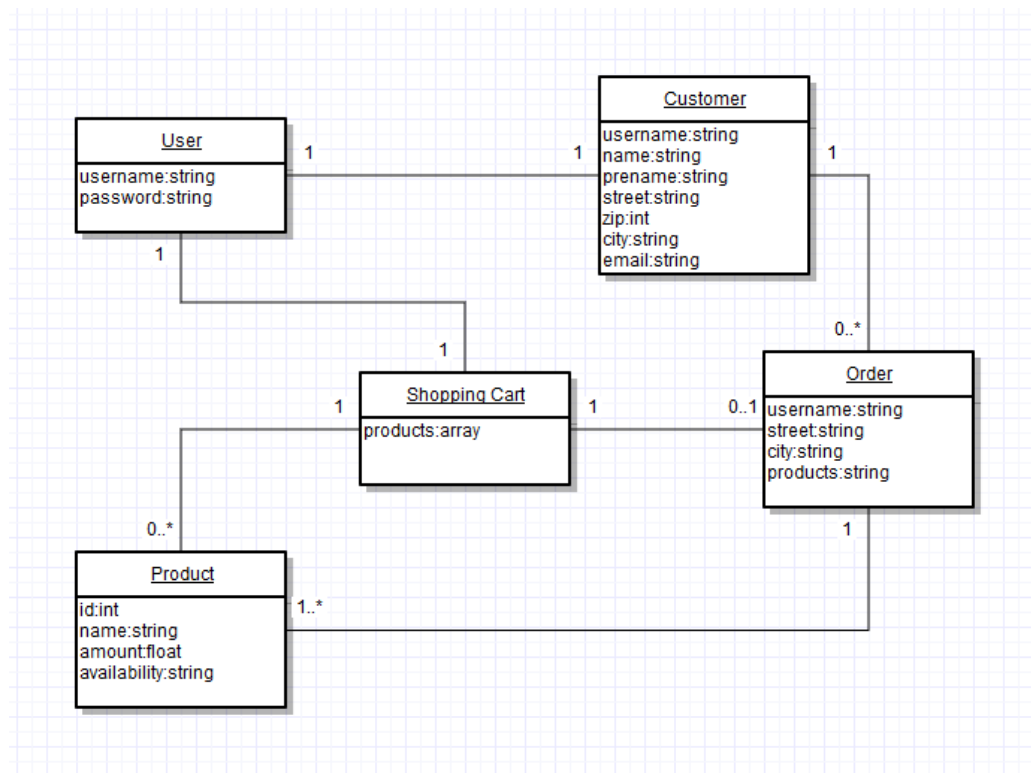 Customer
username:string
name:string
prename:string
street:string
zip:int
city:string
email:string
User
username:string
password:string
1
1
1
1
0..*
1
Shopping Cart
products:array
1
1
0..1
Order
username:string
street:string
city:string
products:string
1
0..*
Product
id:int
name:string
amount:float
availability:string
1..*